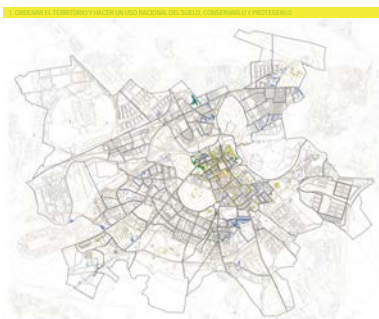 1. ORDENAR EL TERRITORIO Y HACER UN USO RACIONAL DEL SUELO, CONSERVARLO Y PROTEGERLO